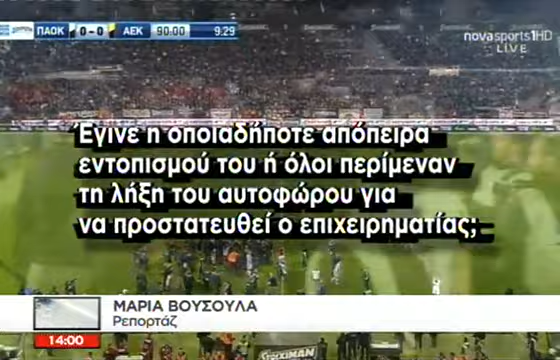 ΠΑΟΚ 0-0 ΑΕΚ 90:00 9:29
novasports1HD
LIVE
Έγινε η οποιαδήποτε απόπειρα
εντοπισμού του ή όλοι περίμεναν
τη λήξη του αυτοφώρου για
να προστατευθεί ο επιχειρηματίας;
ΜΑΡΙΑ ΒΟΥΣΟΥΛΑ
Ρεπορτάζ
14:00
STOIXIMAN